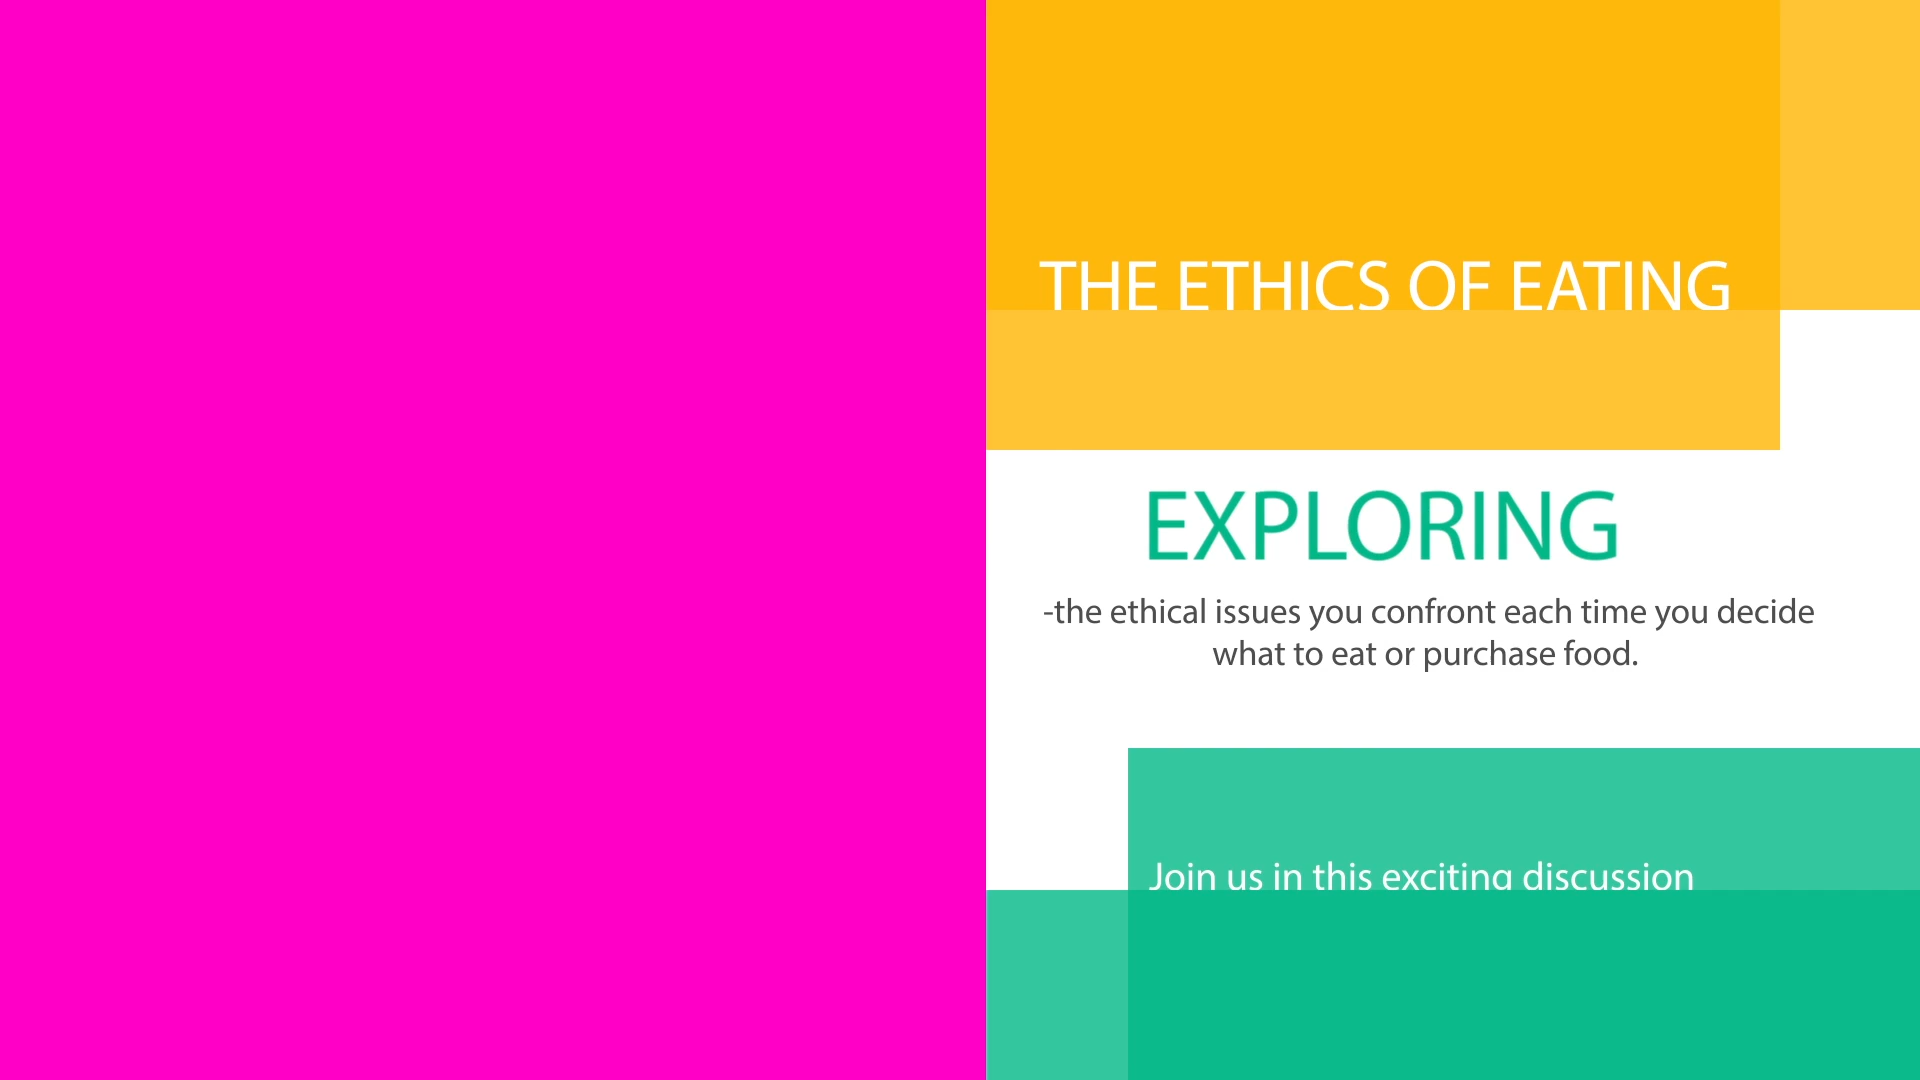 THE ETHICS OF EATING
EXPLORING
-the ethical issues you confront each time you decide
what to eat or purchase food.
Join us in this exciting discussion